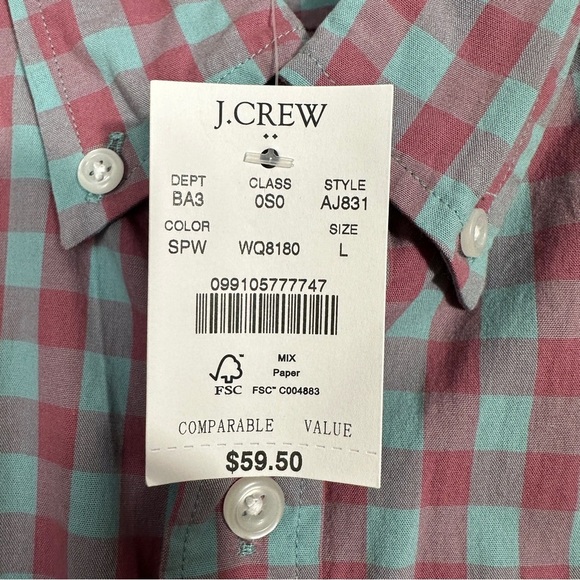 J.CREW
DEPT CLASS STYLE
BA3 0S0 AJ831
COLOR SIZE
SPW WQ8180 L
099105777747
MIX
Paper
FSC FSC™ C004883
COMPARABLE VALUE
$59.50